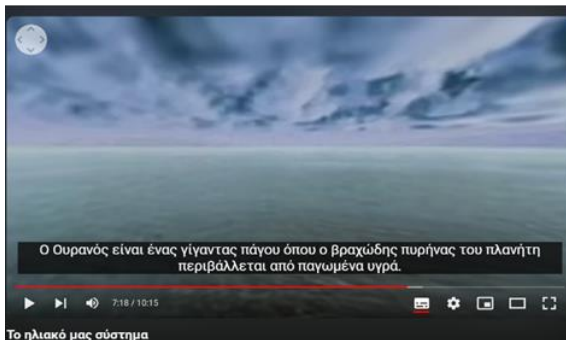 Ο Ουρανός είναι ένας γίγαντας πάγου όπου ο βραχώδης πυρήνας του πλανήτη
περιβάλλεται από παγωμένα υγρά.
7:18 / 10:15
Το ηλιακό μας σύστημα